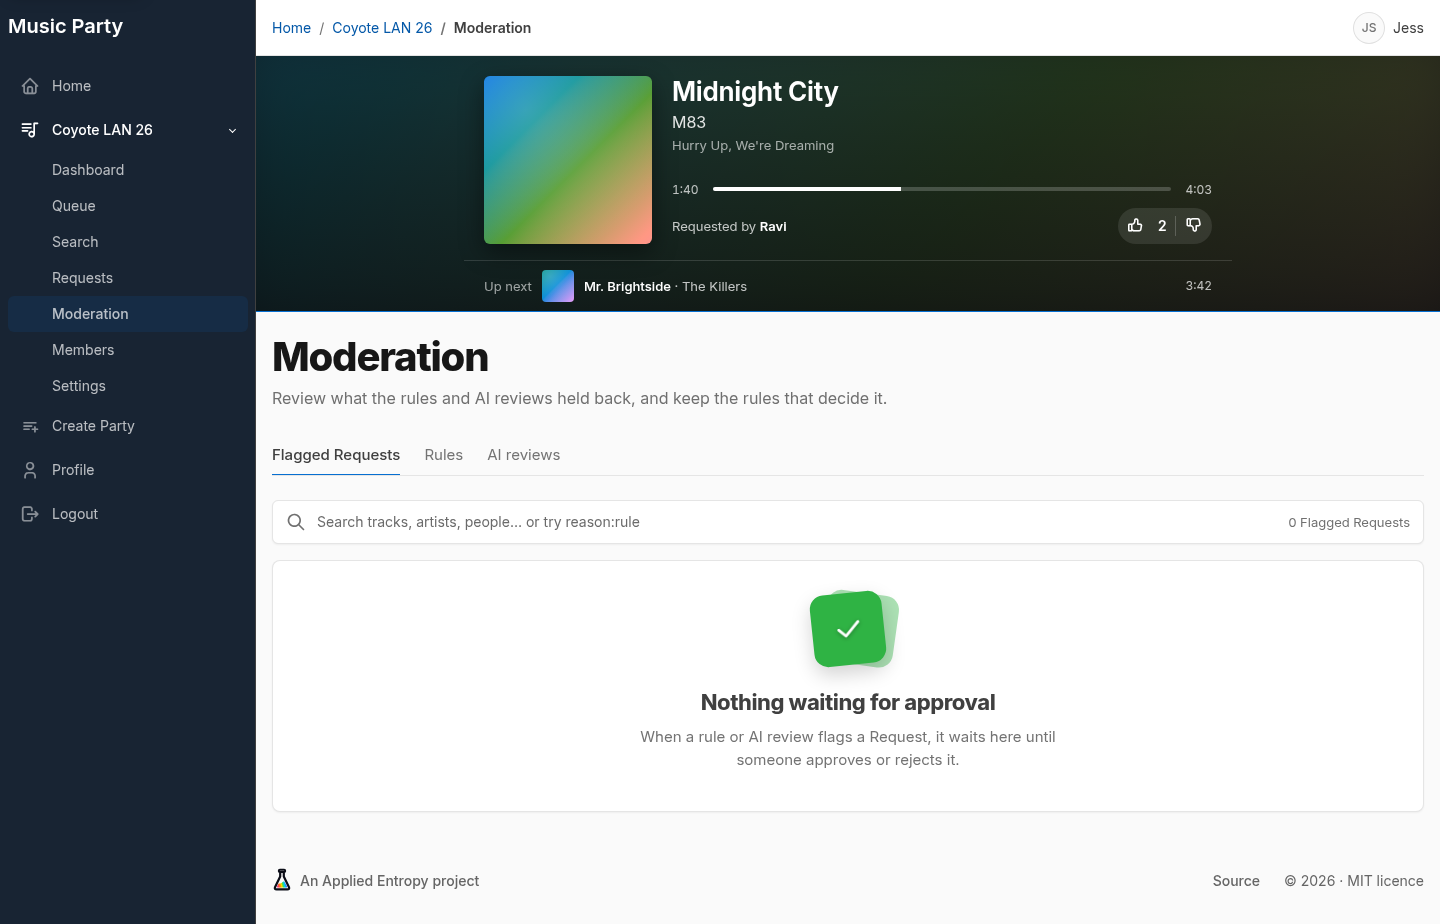 Music Party
Home
Coyote LAN 26
Dashboard
Queue
Search
Requests
Moderation
Members
Settings
Create Party
Profile
Logout
Home / Coyote LAN 26 / Moderation
JS Jess
Midnight City
M83
Hurry Up, We're Dreaming
1:40 4:03
Requested by Ravi
2
Up next Mr. Brightside · The Killers 3:42
Moderation
Review what the rules and AI reviews held back, and keep the rules that decide it.
Flagged Requests Rules AI reviews
Search tracks, artists, people... or try reason:rule 0 Flagged Requests
Nothing waiting for approval
When a rule or AI review flags a Request, it waits here until
someone approves or rejects it.
An Applied Entropy project
Source © 2026 · MIT licence